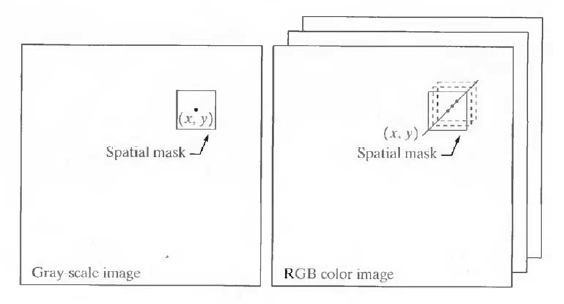 (x, y)
Spatial mask
Gray-scale image
(x, y)
Spatial mask
RGB color image